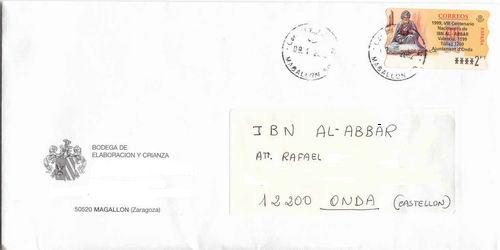 CORREOS
ESPAÑA
1999, VIII Centenario
Nacimiento de
IBN AL-ABBAR
Valencia, 1199
Túnez 1260
Ajuntament d'Onda
****2
MAGALLON
MAGALLON
BODEGA DE
ELABORACION Y CRIANZA
50520 MAGALLON (Zaragoza)
IBN AL-ABBĀR
ATT. RAFAEL
12200 ONDA (CASTELLON)